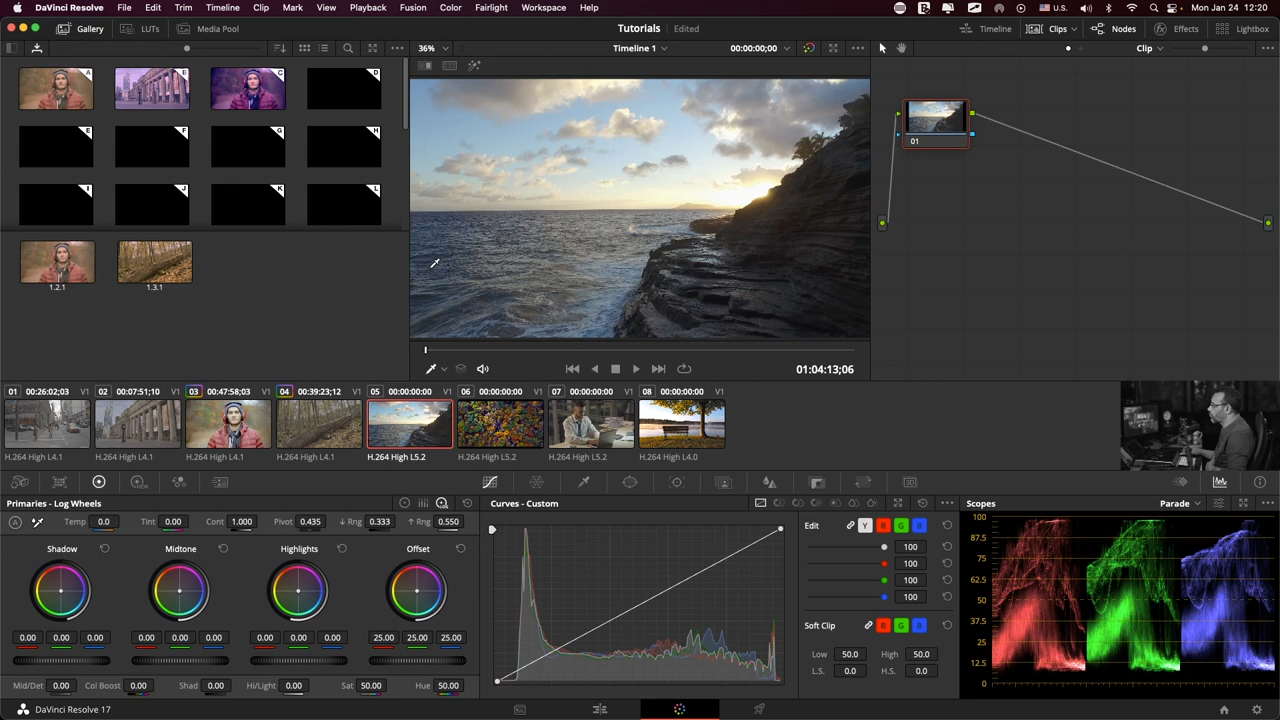 DaVinci Resolve File Edit Trim Timeline Clip Mark View Playback Fusion Color Fairlight Workspace Help U.S. Mon Jan 24 12:20
Gallery LUTs Media Pool Tutorials Edited Timeline Clips Nodes Effects Lightbox
36% Timeline 1 00:00:00;00 Clip
A B C D
E F G H
I J K L
01
1.2.1 1.3.1
01:04:13;06
01 00:26:02;03 V1 02 00:07:51;10 V1 03 00:47:58;03 V1 04 00:39:23;12 V1 05 00:00:00:00 V1 06 00:00:00:00 V1 07 00:00:00:00 V1 08 00:00:00:00 V1
H.264 High L4.1 H.264 High L4.1 H.264 High L4.1 H.264 High L4.1 H.264 High L5.2 H.264 High L5.2 H.264 High L5.2 H.264 High L4.0
Primaries - Log Wheels Curves - Custom Scopes Parade
A Temp 0.0 Tint 0.00 Cont 1.000 Pivot 0.435 ↓ Rng 0.333 ↑ Rng 0.550
Edit Y R G B
Shadow Midtone Highlights Offset
100
100
100
100
Soft Clip R G B
0.00 0.00 0.00 0.00 0.00 0.00 0.00 0.00 0.00 25.00 25.00 25.00
Low 50.0 High 50.0
L.S. 0.0 H.S. 0.0
Mid/Det 0.00 Col Boost 0.00 Shad 0.00 Hi/Light 0.00 Sat 50.00 Hue 50.00
100
87.5
75
62.5
50
37.5
25
12.5
0
DaVinci Resolve 17